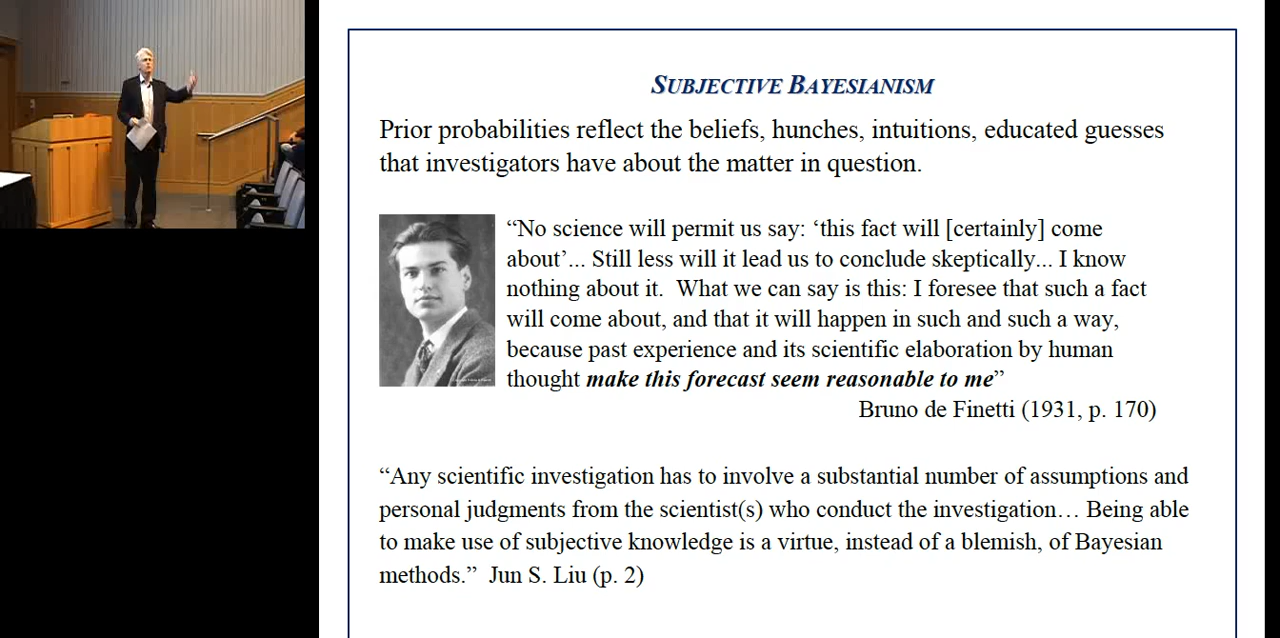 SUBJECTIVE BAYESIANISM
Prior probabilities reflect the beliefs, hunches, intuitions, educated guesses
that investigators have about the matter in question.
“No science will permit us say: ‘this fact will [certainly] come
about’... Still less will it lead us to conclude skeptically... I know
nothing about it.  What we can say is this: I foresee that such a fact
will come about, and that it will happen in such and such a way,
because past experience and its scientific elaboration by human
thought make this forecast seem reasonable to me”
Bruno de Finetti (1931, p. 170)
“Any scientific investigation has to involve a substantial number of assumptions and
personal judgments from the scientist(s) who conduct the investigation… Being able
to make use of subjective knowledge is a virtue, instead of a blemish, of Bayesian
methods.”  Jun S. Liu (p. 2)